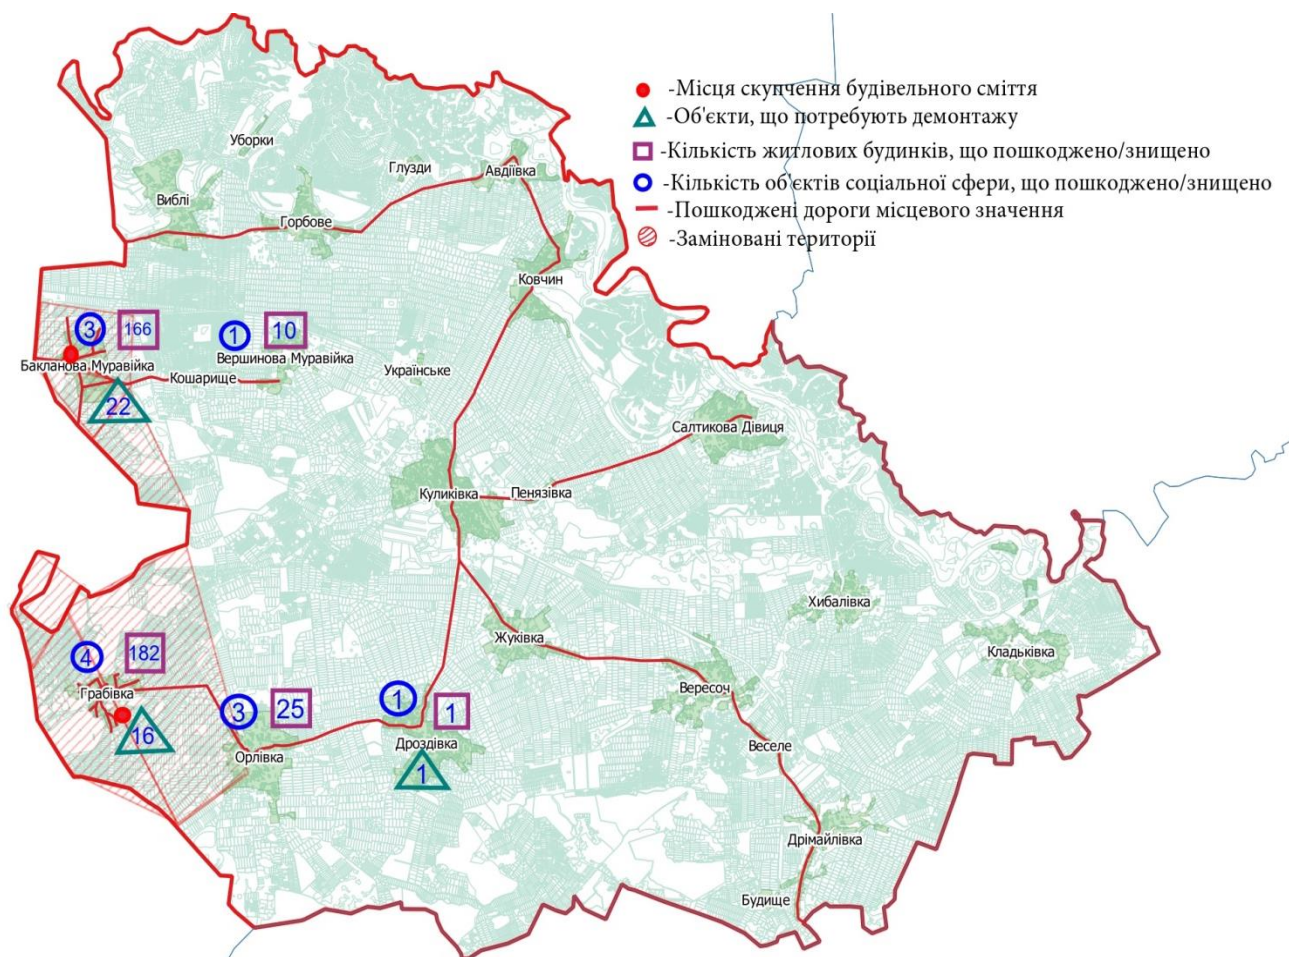 -Місця скупчення будівельного сміття
-Об'єкти, що потребують демонтажу
-Кількість житлових будинків, що пошкоджено/знищено
-Кількість об'єктів соціальної сфери, що пошкоджено/знищено
-Пошкоджені дороги місцевого значення
-Заміновані території
Уборки
Глузди
Авдіївка
Виблі
Горбове
Ковчин
3
166
1
10
Бакланова Муравійка
Вершинова Муравійка
Кошарище
Українське
22
Салтикова Дівиця
Куликівка
Пенязівка
Хибалівка
Жуківка
Кладьківка
4
182
Грабівка
Вересоч
3
25
1
1
16
Орлівка
Дроздівка
Веселе
1
Дрімайлівка
Будище